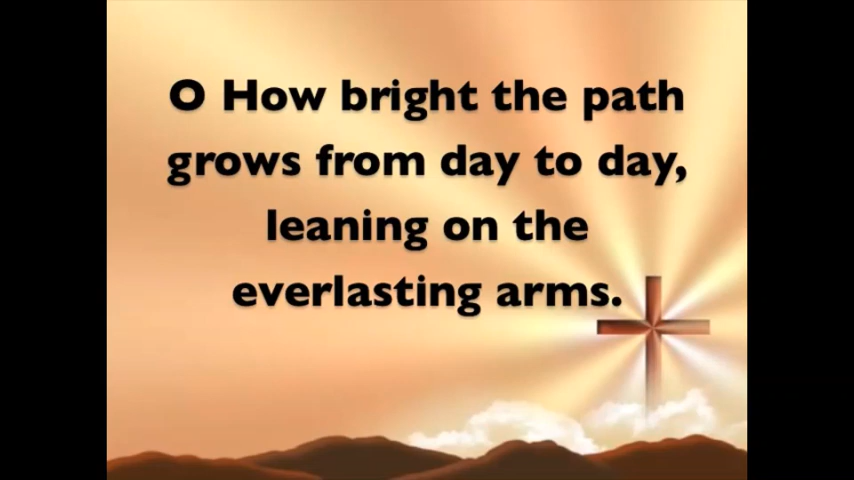 O How bright the path
grows from day to day,
leaning on the
everlasting arms.